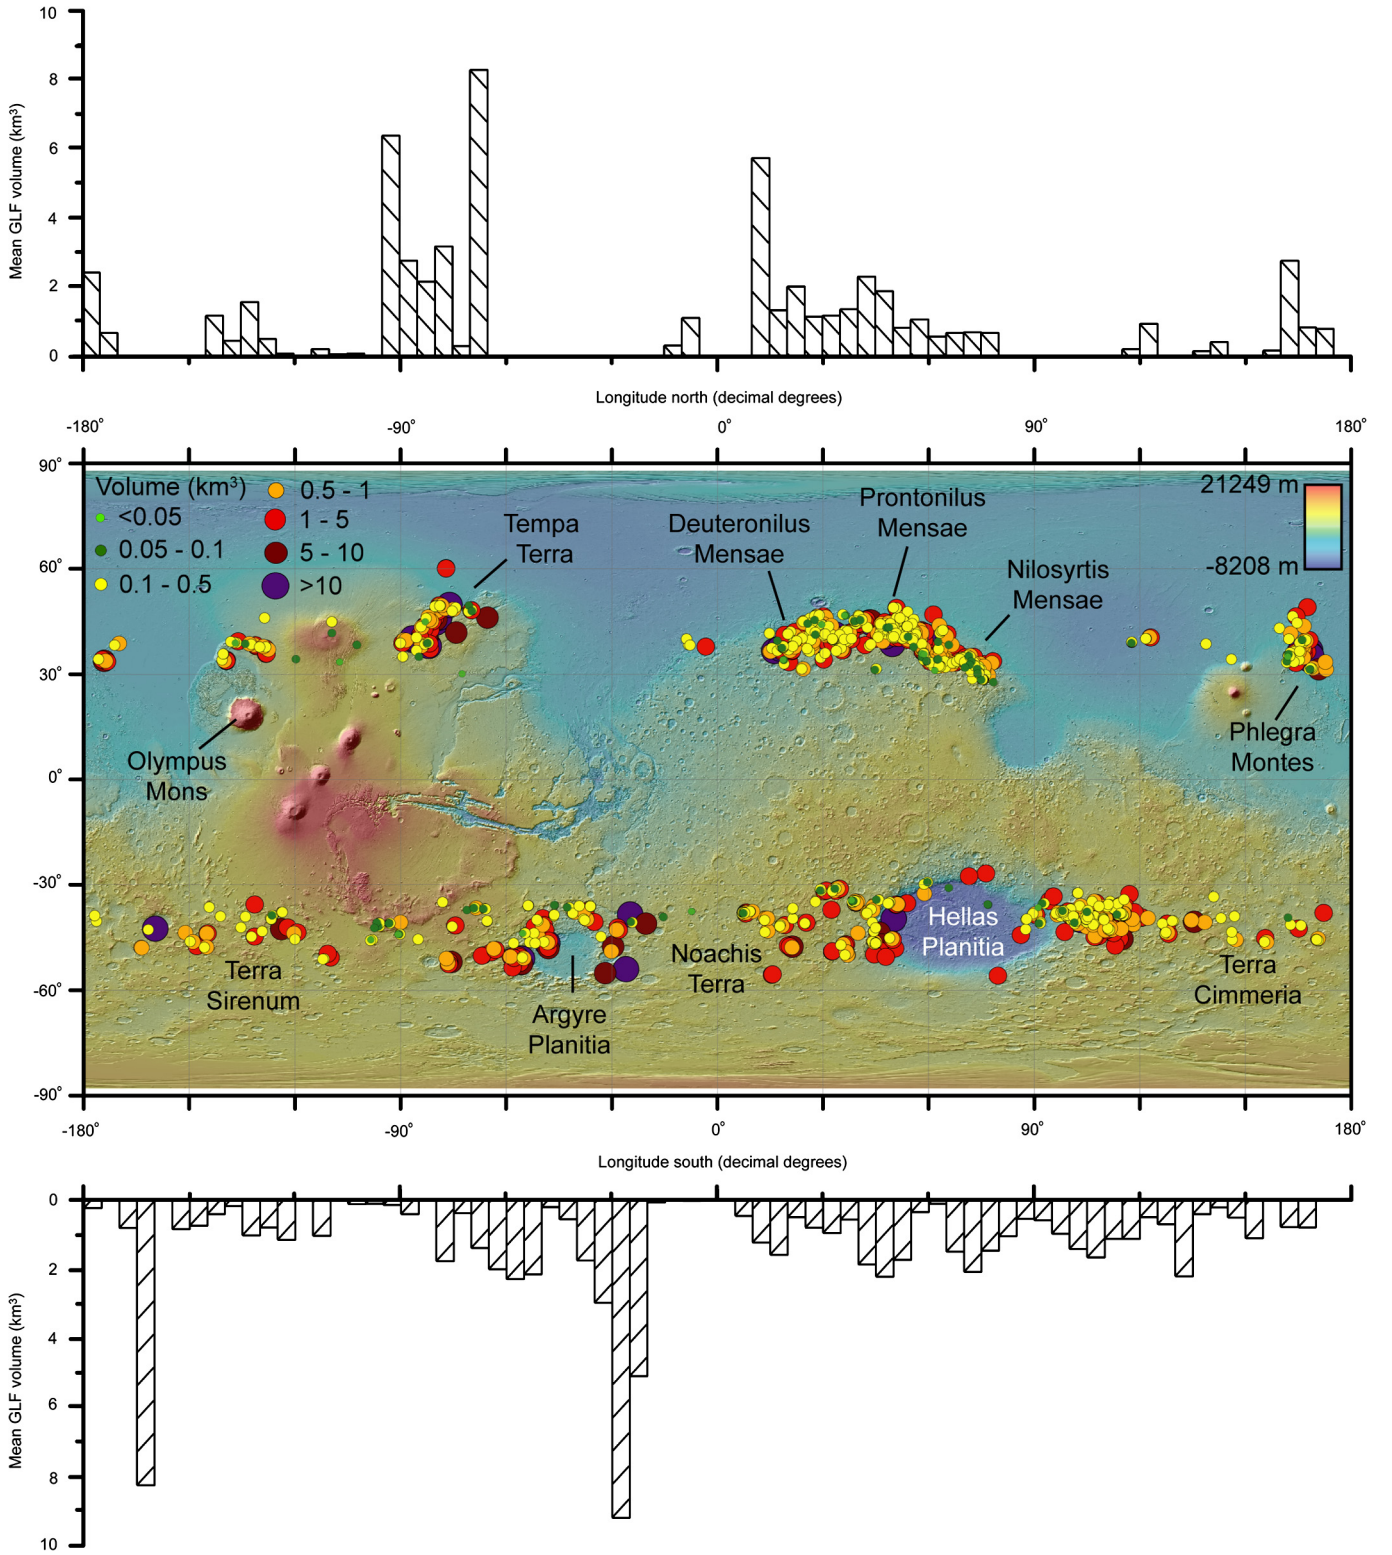 10
8
6
4
2
0
Mean GLF volume (km³)
Longitude north (decimal degrees)
-180° -90° 0° 90° 180°
90°
60°
30°
0°
-30°
-60°
-90°
Volume (km³)
<0.05
0.05 - 0.1
0.1 - 0.5
0.5 - 1
1 - 5
5 - 10
>10
Tempa
Terra
Deuteronilus
Mensae
Prontonilus
Mensae
Nilosyrtis
Mensae
21249 m
-8208 m
Olympus
Mons
Phlegra
Montes
Terra
Sirenum
Argyre
Planitia
Noachis
Terra
Hellas
Planitia
Terra
Cimmeria
-180° -90° 0° 90° 180°
Longitude south (decimal degrees)
0
2
4
6
8
10
Mean GLF volume (km³)